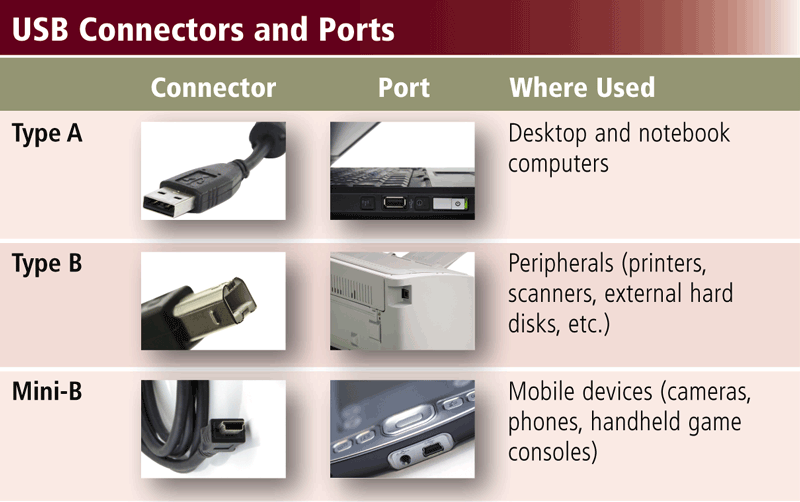 USB Connectors and Ports
Connector Port Where Used
Type A
Desktop and notebook
computers
Type B
Peripherals (printers,
scanners, external hard
disks, etc.)
Mini-B
Mobile devices (cameras,
phones, handheld game
consoles)